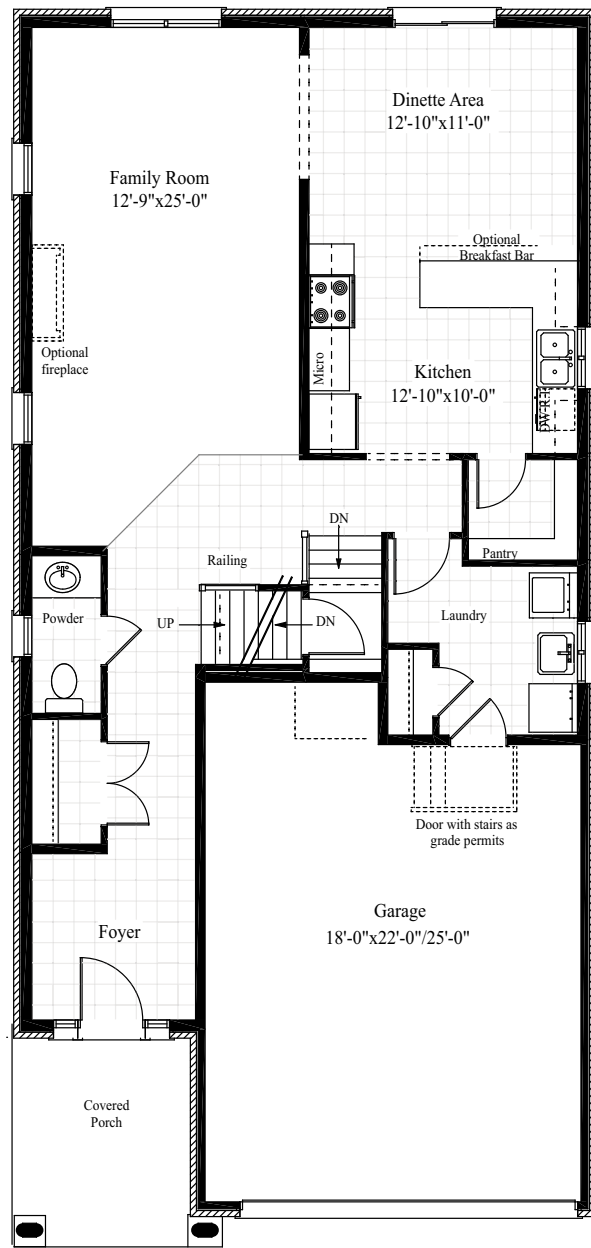 Dinette Area
12'-10"x11'-0"
Family Room
12'-9"x25'-0"
Optional
Breakfast Bar
Optional
fireplace
Micro
Kitchen
12'-10"x10'-0"
DW-R.I
DN
Pantry
Railing
Powder
UP
DN
Laundry
Door with stairs as
grade permits
Garage
18'-0"x22'-0"/25'-0"
Foyer
Covered
Porch